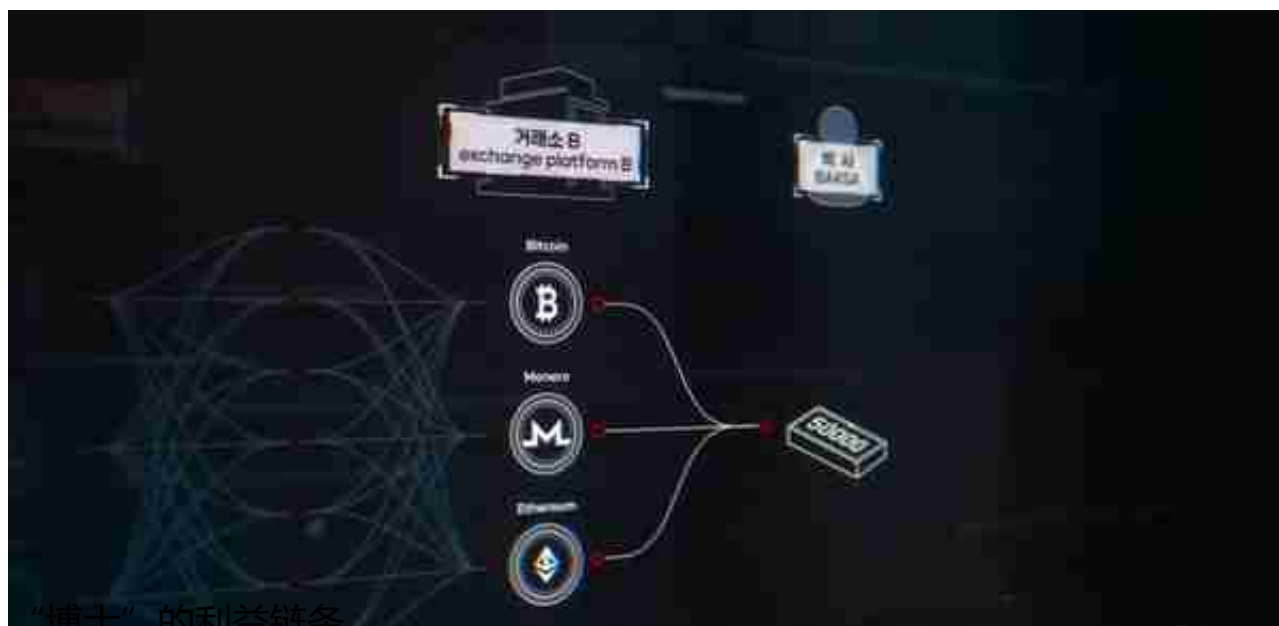 거래소 B
exchange platform B
박사
BAKSA
Bitcoin
Monero
Ethereum
50000
“博士”的利益链条